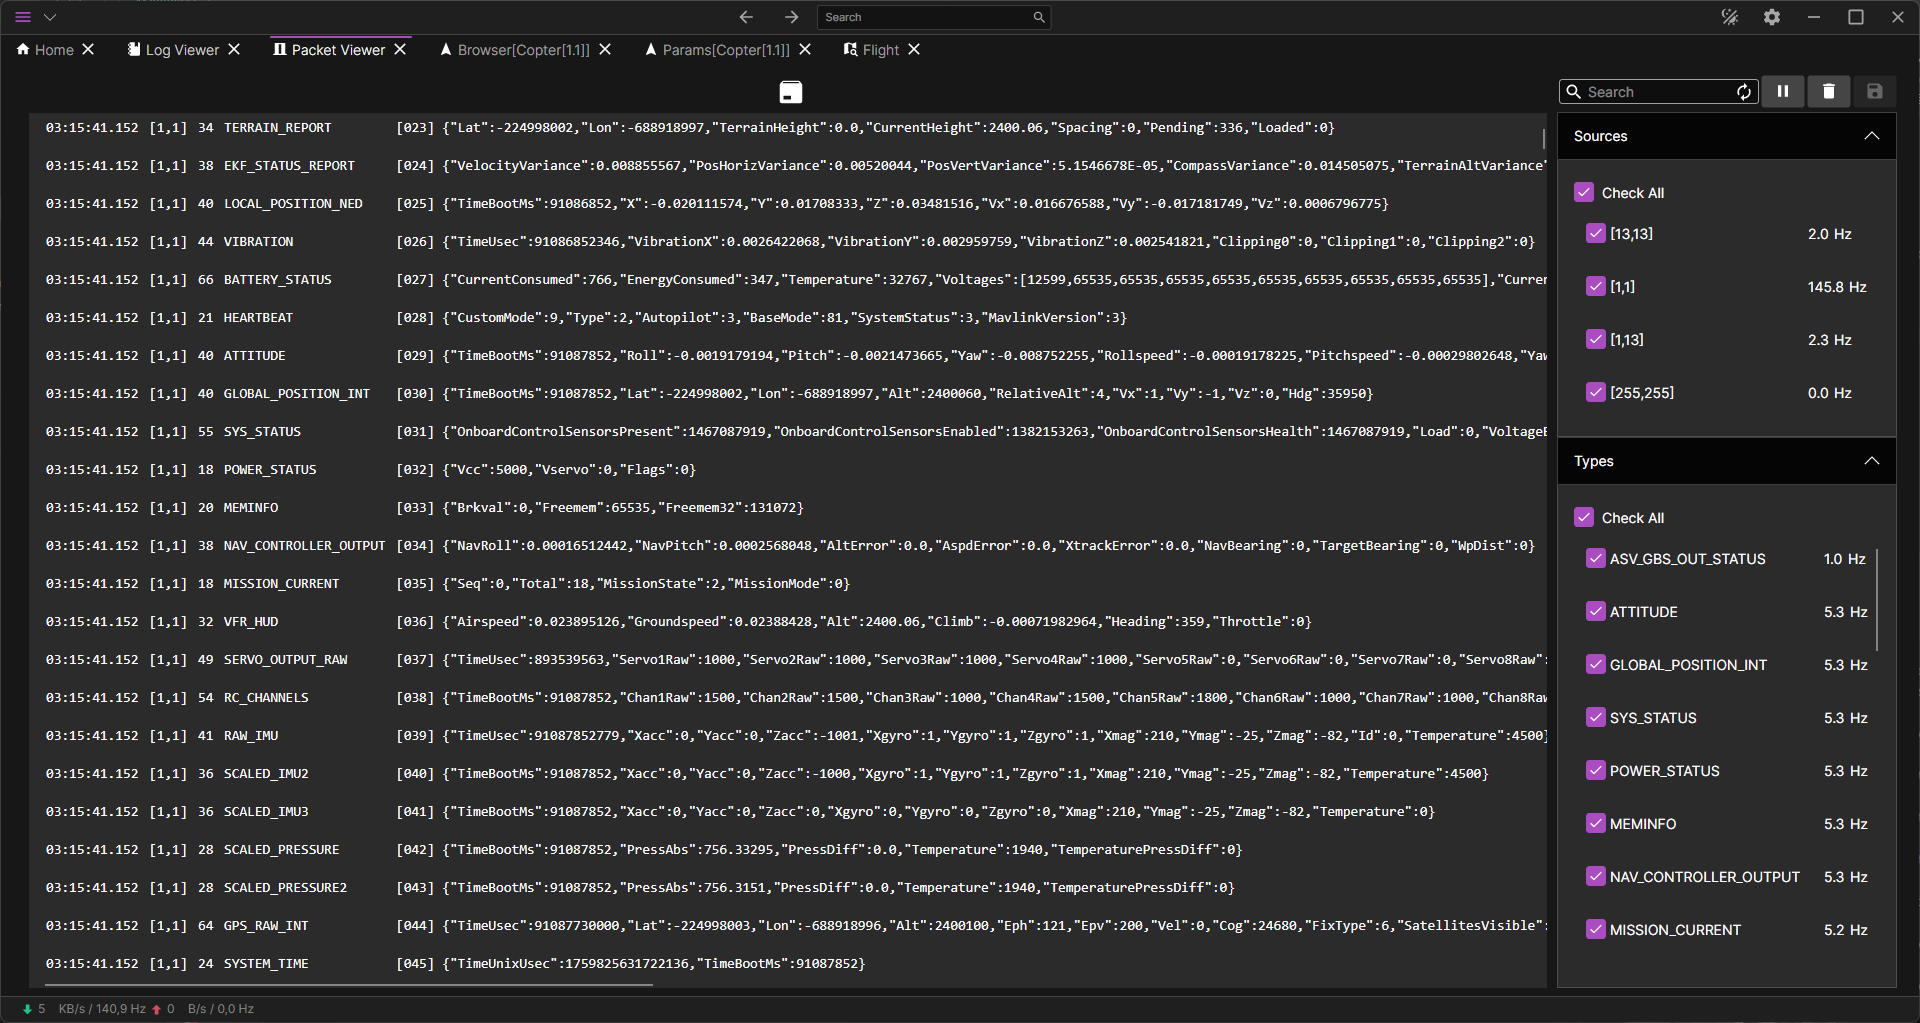 Search
Home
Log Viewer
Packet Viewer
Browser[Copter[1.1]]
Params[Copter[1.1]]
Flight
Search
03:15:41.152 [1,1] 34 TERRAIN_REPORT [023] {"Lat":-224998002,"Lon":-688918997,"TerrainHeight":0.0,"CurrentHeight":2400.06,"Spacing":0,"Pending":336,"Loaded":0}
03:15:41.152 [1,1] 38 EKF_STATUS_REPORT [024] {"VelocityVariance":0.008855567,"PosHorizVariance":0.00520044,"PosVertVariance":5.1546678E-05,"CompassVariance":0.014505075,"TerrainAltVariance"
03:15:41.152 [1,1] 40 LOCAL_POSITION_NED [025] {"TimeBootMs":91086852,"X":-0.020111574,"Y":0.01708333,"Z":0.03481516,"Vx":0.016676588,"Vy":-0.017181749,"Vz":0.0006796775}
03:15:41.152 [1,1] 44 VIBRATION [026] {"TimeUsec":91086852346,"VibrationX":0.0026422068,"VibrationY":0.002959759,"VibrationZ":0.002541821,"Clipping0":0,"Clipping1":0,"Clipping2":0}
03:15:41.152 [1,1] 66 BATTERY_STATUS [027] {"CurrentConsumed":766,"EnergyConsumed":347,"Temperature":32767,"Voltages":[12599,65535,65535,65535,65535,65535,65535,65535,65535,65535],"Curren
03:15:41.152 [1,1] 21 HEARTBEAT [028] {"CustomMode":9,"Type":2,"Autopilot":3,"BaseMode":81,"SystemStatus":3,"MavlinkVersion":3}
03:15:41.152 [1,1] 40 ATTITUDE [029] {"TimeBootMs":91087852,"Roll":-0.0019179194,"Pitch":-0.0021473665,"Yaw":-0.008752255,"Rollspeed":-0.00019178225,"Pitchspeed":-0.00029802648,"Yaw
03:15:41.152 [1,1] 40 GLOBAL_POSITION_INT [030] {"TimeBootMs":91087852,"Lat":-224998002,"Lon":-688918997,"Alt":2400060,"RelativeAlt":4,"Vx":1,"Vy":-1,"Vz":0,"Hdg":35950}
03:15:41.152 [1,1] 55 SYS_STATUS [031] {"OnboardControlSensorsPresent":1467087919,"OnboardControlSensorsEnabled":1382153263,"OnboardControlSensorsHealth":1467087919,"Load":0,"VoltageB
03:15:41.152 [1,1] 18 POWER_STATUS [032] {"Vcc":5000,"Vservo":0,"Flags":0}
03:15:41.152 [1,1] 20 MEMINFO [033] {"Brkval":0,"Freemem":65535,"Freemem32":131072}
03:15:41.152 [1,1] 38 NAV_CONTROLLER_OUTPUT [034] {"NavRoll":0.00016512442,"NavPitch":0.0002568048,"AltError":0.0,"AspdError":0.0,"XtrackError":0.0,"NavBearing":0,"TargetBearing":0,"WpDist":0}
03:15:41.152 [1,1] 18 MISSION_CURRENT [035] {"Seq":0,"Total":18,"MissionState":2,"MissionMode":0}
03:15:41.152 [1,1] 32 VFR_HUD [036] {"Airspeed":0.023895126,"Groundspeed":0.02388428,"Alt":2400.06,"Climb":-0.00071982964,"Heading":359,"Throttle":0}
03:15:41.152 [1,1] 49 SERVO_OUTPUT_RAW [037] {"TimeUsec":893539563,"Servo1Raw":1000,"Servo2Raw":1000,"Servo3Raw":1000,"Servo4Raw":1000,"Servo5Raw":0,"Servo6Raw":0,"Servo7Raw":0,"Servo8Raw":
03:15:41.152 [1,1] 54 RC_CHANNELS [038] {"TimeBootMs":91087852,"Chan1Raw":1500,"Chan2Raw":1500,"Chan3Raw":1000,"Chan4Raw":1500,"Chan5Raw":1800,"Chan6Raw":1000,"Chan7Raw":1000,"Chan8Raw
03:15:41.152 [1,1] 41 RAW_IMU [039] {"TimeUsec":91087852779,"Xacc":0,"Yacc":0,"Zacc":-1001,"Xgyro":1,"Ygyro":1,"Zgyro":1,"Xmag":210,"Ymag":-25,"Zmag":-82,"Id":0,"Temperature":4500}
03:15:41.152 [1,1] 36 SCALED_IMU2 [040] {"TimeBootMs":91087852,"Xacc":0,"Yacc":0,"Zacc":-1000,"Xgyro":1,"Ygyro":1,"Zgyro":1,"Xmag":210,"Ymag":-25,"Zmag":-82,"Temperature":4500}
03:15:41.152 [1,1] 36 SCALED_IMU3 [041] {"TimeBootMs":91087852,"Xacc":0,"Yacc":0,"Zacc":0,"Xgyro":0,"Ygyro":0,"Zgyro":0,"Xmag":210,"Ymag":-25,"Zmag":-82,"Temperature":0}
03:15:41.152 [1,1] 28 SCALED_PRESSURE [042] {"TimeBootMs":91087852,"PressAbs":756.33295,"PressDiff":0.0,"Temperature":1940,"TemperaturePressDiff":0}
03:15:41.152 [1,1] 28 SCALED_PRESSURE2 [043] {"TimeBootMs":91087852,"PressAbs":756.3151,"PressDiff":0.0,"Temperature":1940,"TemperaturePressDiff":0}
03:15:41.152 [1,1] 64 GPS_RAW_INT [044] {"TimeUsec":91087730000,"Lat":-224998003,"Lon":-688918996,"Alt":2400100,"Eph":121,"Epv":200,"Vel":0,"Cog":24680,"FixType":6,"SatellitesVisible":
03:15:41.152 [1,1] 24 SYSTEM_TIME [045] {"TimeUnixUsec":1759825631722136,"TimeBootMs":91087852}
Sources
Check All
[13,13] 2.0 Hz
[1,1] 145.8 Hz
[1,13] 2.3 Hz
[255,255] 0.0 Hz
Types
Check All
ASV_GBS_OUT_STATUS 1.0 Hz
ATTITUDE 5.3 Hz
GLOBAL_POSITION_INT 5.3 Hz
SYS_STATUS 5.3 Hz
POWER_STATUS 5.3 Hz
MEMINFO 5.3 Hz
NAV_CONTROLLER_OUTPUT 5.3 Hz
MISSION_CURRENT 5.2 Hz
5 KB/s / 140,9 Hz 0 B/s / 0,0 Hz